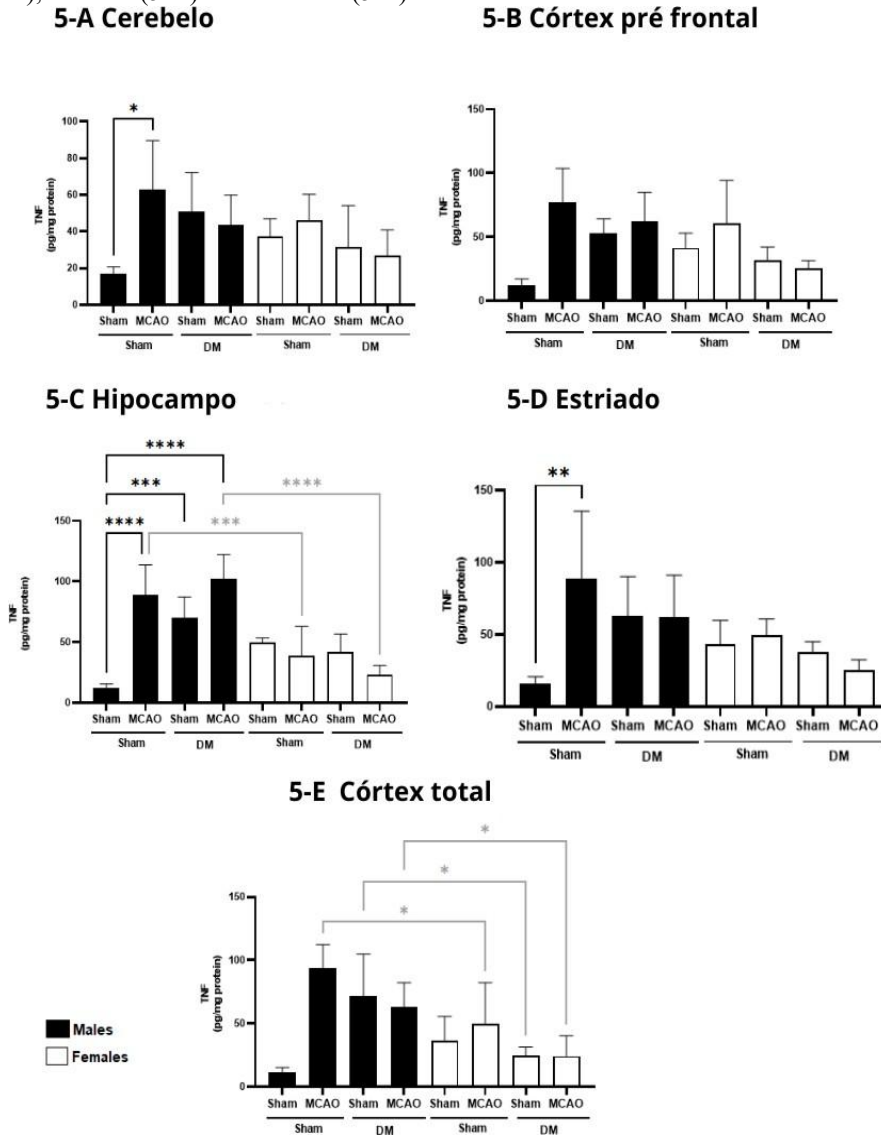 5-A Cerebelo
*
TNF
(pg/mg protein)
100
80
60
40
20
0
Sham MCAO Sham MCAO Sham MCAO Sham MCAO
Sham DM Sham DM
5-B Córtex pré frontal
TNF
(pg/mg protein)
150
100
50
0
Sham MCAO Sham MCAO Sham MCAO Sham MCAO
Sham DM Sham DM
5-C Hipocampo
****
*** ****
**** ***
TNF
(pg/mg protein)
150
100
50
0
Sham MCAO Sham MCAO Sham MCAO Sham MCAO
Sham DM Sham DM
5-D Estriado
**
TNF
(pg/mg protein)
150
100
50
0
Sham MCAO Sham MCAO Sham MCAO Sham MCAO
Sham DM Sham DM
5-E Córtex total
*
*
*
TNF
(pg/mg protein)
150
100
50
0
Sham MCAO Sham MCAO Sham MCAO Sham MCAO
Sham DM Sham DM
Males
Females